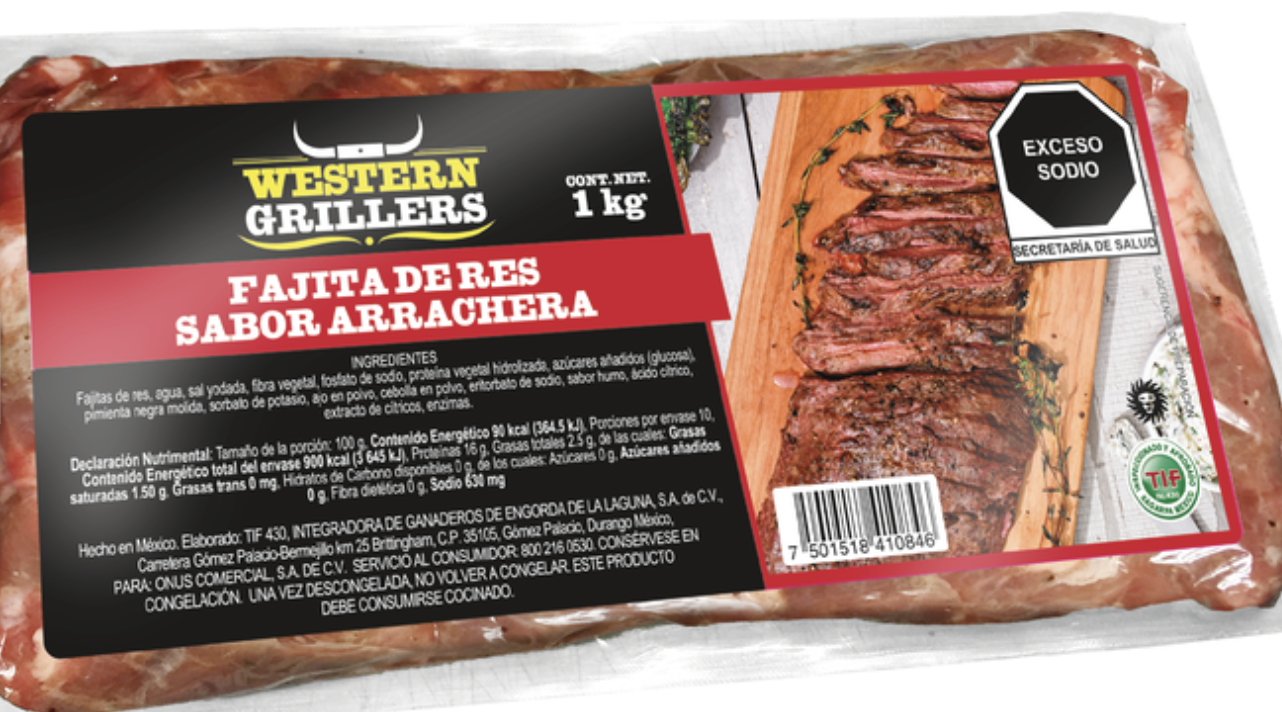 WESTERN
GRILLERS
CONT. NET.
1 kg
FAJITA DE RES
SABOR ARRACHERA
INGREDIENTES
Fajitas de res, agua, sal yodada, fibra vegetal, fosfato de sodio, proteína vegetal hidrolizada, azúcares añadidos (glucosa),
pimienta negra molida, sorbato de potasio, ajo en polvo, cebolla en polvo, eritorbato de sodio, sabor humo, ácido cítrico,
extracto de cítricos, enzimas.
Declaración Nutrimental: Tamaño de la porción: 100 g, Contenido Energético 90 kcal (364.5 kJ), Porciones por envase 10,
Contenido Energético total del envase 900 kcal (3 645 kJ), Proteínas 16 g, Grasas totales 2.5 g, de las cuales: Grasas
saturadas 1.50 g, Grasas trans 0 mg, Hidratos de Carbono disponibles 0 g, de los cuales: Azúcares 0 g, Azúcares añadidos
0 g, Fibra dietética 0 g, Sodio 630 mg
Hecho en México. Elaborado: TIF 430, INTEGRADORA DE GANADEROS DE ENGORDA DE LA LAGUNA, S.A. de C.V.,
Carretera Gómez Palacio-Bermejillo km 25 Brittingham, C.P. 35105, Gómez Palacio, Durango México,
PARA: ONUS COMERCIAL, S.A. DE C.V. SERVICIO AL CONSUMIDOR: 800 216 0530. CONSÉRVESE EN
CONGELACIÓN. UNA VEZ DESCONGELADA, NO VOLVER A CONGELAR. ESTE PRODUCTO
DEBE CONSUMIRSE COCINADO.
EXCESO
SODIO
SECRETARÍA DE SALUD
INSPECCIONADO Y APROBADO
TIF
SAGARPA MÉXICO
7 501518 410846